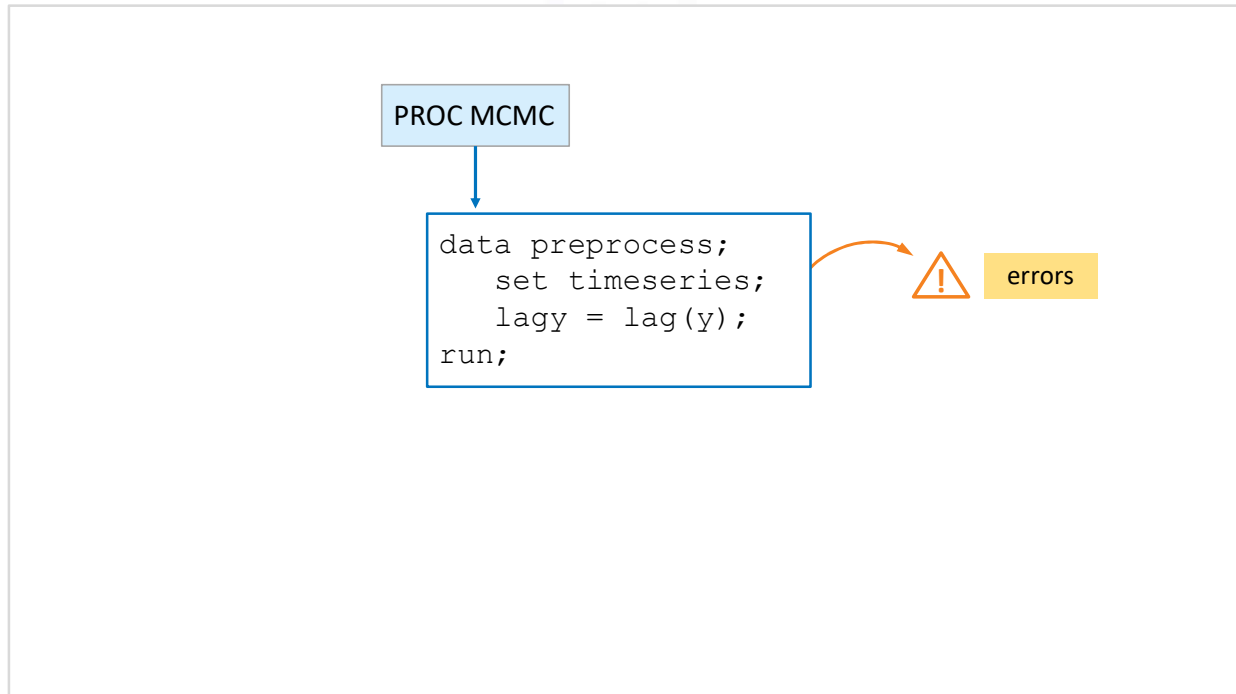 PROC MCMC
data preprocess;
   set timeseries;
   lagy = lag(y);
run;
!
errors